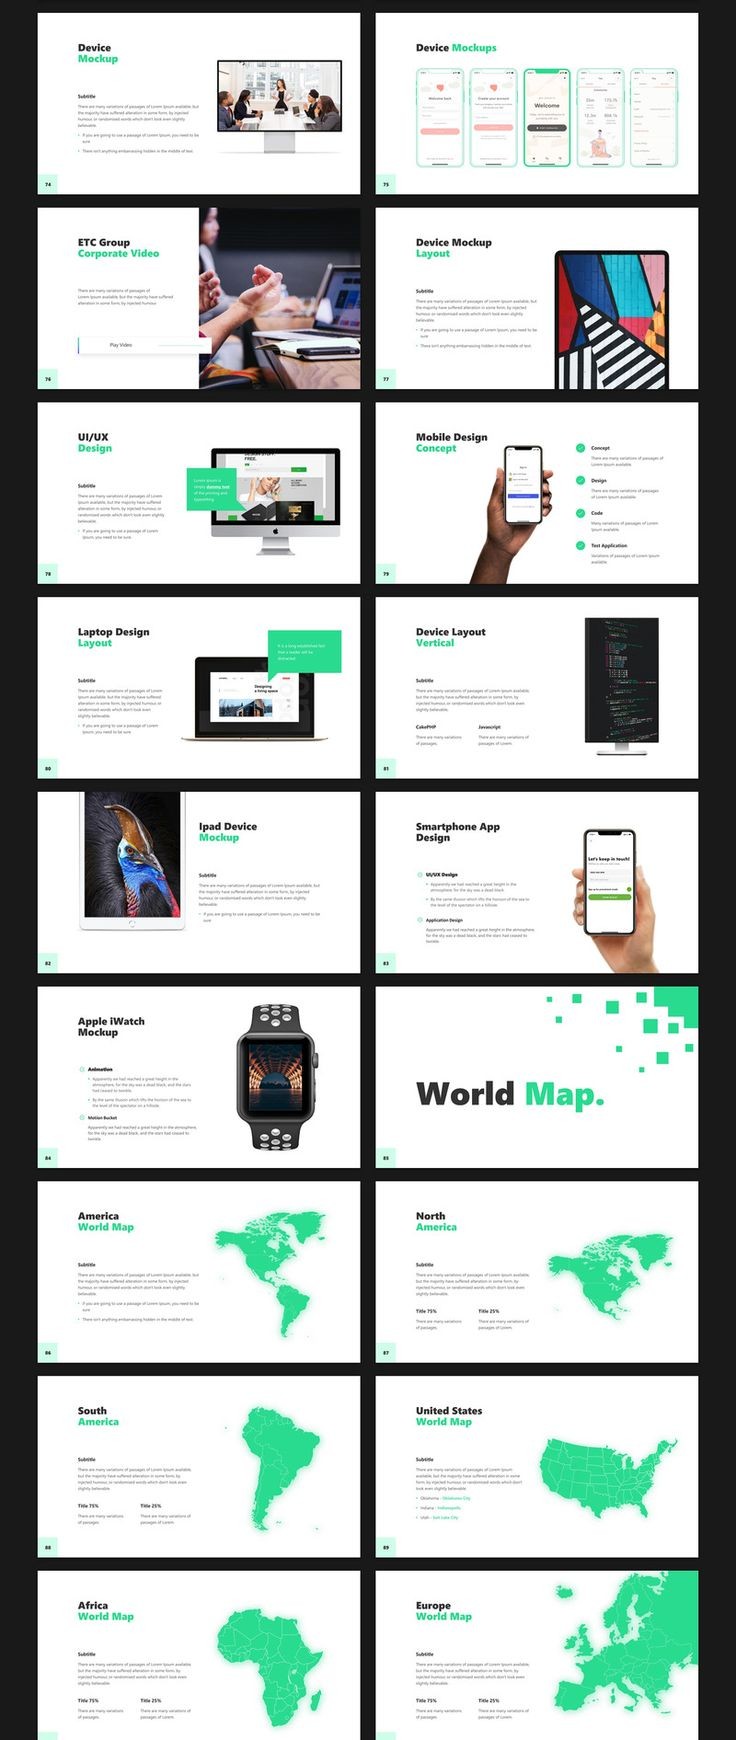 Device
Mockup
Subtitle
There are many variations of passages of Lorem Ipsum available, but
the majority have suffered alteration in some form, by injected
humour, or randomised words which don't look even slightly
believable.
If you are going to use a passage of Lorem Ipsum, you need to be
sure
There isn't anything embarrassing hidden in the middle of text.
74
Device Mockups
Welcome back
Create your account
Welcome
75
ETC Group
Corporate Video
There are many variations of passages of
Lorem Ipsum available, but the majority have suffered
alteration in some form, by injected humour
Play Video
76
Device Mockup
Layout
Subtitle
There are many variations of passages of Lorem Ipsum available, but
the majority have suffered alteration in some form, by injected
humour, or randomised words which don't look even slightly
believable.
If you are going to use a passage of Lorem Ipsum, you need to be
sure
There isn't anything embarrassing hidden in the middle of text.
77
UI/UX
Design
Subtitle
There are many variations of passages of Lorem Ipsum available, but
the majority have suffered
alteration in some form, by injected humour, or
randomised words which don't look even slightly
believable.
If you are going to use a passage of Lorem
Ipsum, you need to be sure
Lorem Ipsum is
simply dummy text
of the printing and
typesetting
FREE.
78
Mobile Design
Concept
Sign in
Concept
There are many variations of passages of
Lorem Ipsum available.
Design
There are many variations of passages
of Lorem Ipsum available.
Code
Many variations of passages of Lorem
Ipsum available.
Test Application
Variations of passages of Lorem Ipsum
available.
79
Laptop Design
Layout
Subtitle
There are many variations of passages of Lorem
Ipsum available, but the majority have suffered
alteration in some form, by injected humour, or
randomised words which don't look even
slightly believable.
If you are going to use a passage of Lorem
Ipsum, you need to be sure
It is a long established fact
that a reader will be
distracted
Designing
a living space
80
Device Layout
Vertical
Subtitle
There are many variations of passages of Lorem Ipsum
available, but the majority have suffered alteration in
some form, by injected humour, or randomised words
which don't look even slightly believable.
CakePHP
There are many variations
of passages.
Javascript
There are many variations
of passages of Lorem.
81
Ipad Device
Mockup
Subtitle
There are many variations of passages of Lorem Ipsum available, but
the majority have suffered alteration in some form, by injected
humour, or randomised words which don't look even slightly
believable.
If you are going to use a passage of Lorem Ipsum, you need to be
sure
82
Smartphone App
Design
UI/UX Design
Apparently we had reached a great height in the
atmosphere, for the sky was a dead black.
By the same illusion which lifts the horizon of the sea to
the level of the spectator on a hillside.
Application Design
Apparently we had reached a great height in the atmosphere,
for the sky was a dead black, and the stars had ceased to
twinkle.
Let's keep in touch!
83
Apple iWatch
Mockup
Animation
Apparently we had reached a great height in the
atmosphere, for the sky was a dead black, and the stars
had ceased to twinkle.
By the same illusion which lifts the horizon of the sea to
the level of the spectator on a hillside.
Motion Bucket
Apparently we had reached a great height in the atmosphere,
for the sky was a dead black, and the stars had ceased to
twinkle.
84
World Map.
85
America
World Map
Subtitle
There are many variations of passages of Lorem Ipsum available, but
the majority have suffered alteration in some form, by injected
humour, or randomised words which don't look even slightly
believable.
If you are going to use a passage of Lorem Ipsum, you need to be
sure
There isn't anything embarrassing hidden in the middle of text.
86
North
America
Subtitle
There are many variations of passages of Lorem Ipsum
available, but the majority have suffered alteration in
some form, by injected humour, or randomised words
which don't look even slightly believable.
Title 75%
There are many variations
of passages.
Title 25%
There are many variations
of passages of Lorem.
87
South
America
Subtitle
There are many variations of passages of Lorem Ipsum available, but
the majority have suffered alteration in some form, by injected
humour, or randomised words which don't look even
slightly believable.
Title 75%
There are many variations
of passages.
Title 25%
There are many variations
of passages of Lorem.
88
United States
World Map
Subtitle
There are many variations of passages of Lorem Ipsum
available, but the majority have suffered alteration in
some form, by injected humour, or randomised words which don't
look even slightly believable.
Oklahoma - Oklahoma City
Indiana - Indianapolis
Utah - Salt Lake City
89
Africa
World Map
Subtitle
There are many variations of passages of Lorem Ipsum
available, but the majority have suffered alteration in some form, by injected
humour, or randomised words which don't look even
slightly believable.
Title 75%
There are many variations
of passages.
Title 25%
There are many variations
of passages of Lorem.
Europe
World Map
Subtitle
There are many variations of passages of Lorem Ipsum
available, but the majority have suffered alteration in
some form, by injected humour, or randomised words
which don't look even slightly believable.
Title 75%
There are many variations
of passages.
Title 25%
There are many variations
of passages of Lorem.